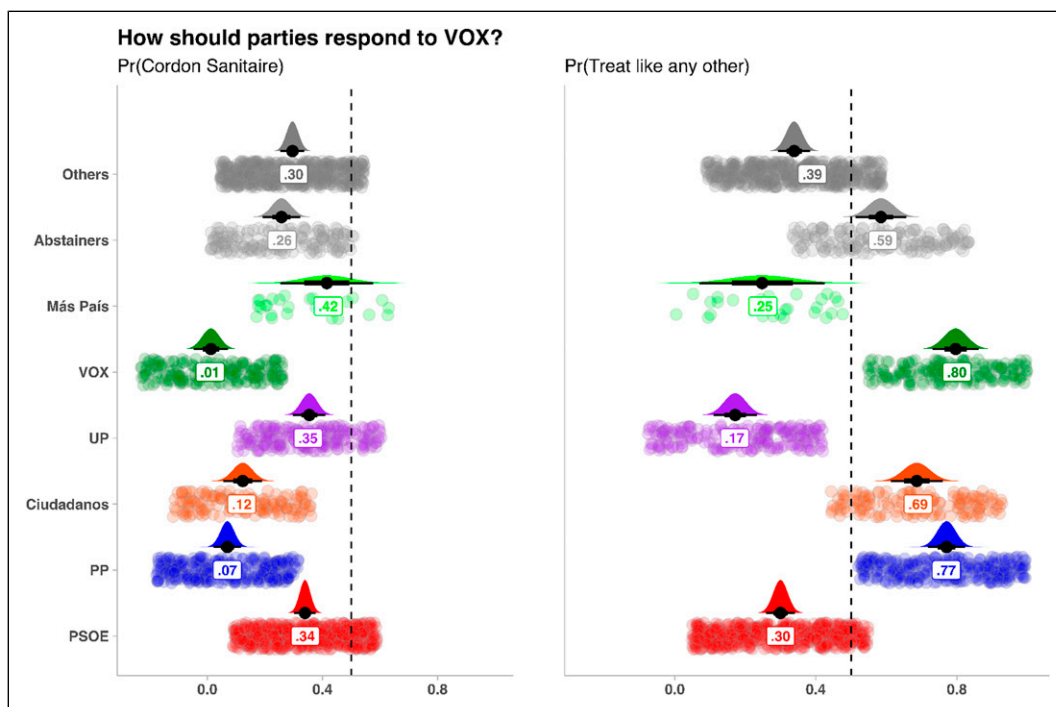 How should parties respond to VOX?
Pr(Cordon Sanitaire)
Pr(Treat like any other)
Others
.30
.39
Abstainers
.26
.59
Más País
.42
.25
VOX
.01
.80
UP
.35
.17
Ciudadanos
.12
.69
PP
.07
.77
PSOE
.34
.30
0.0 0.4 0.8
0.0 0.4 0.8